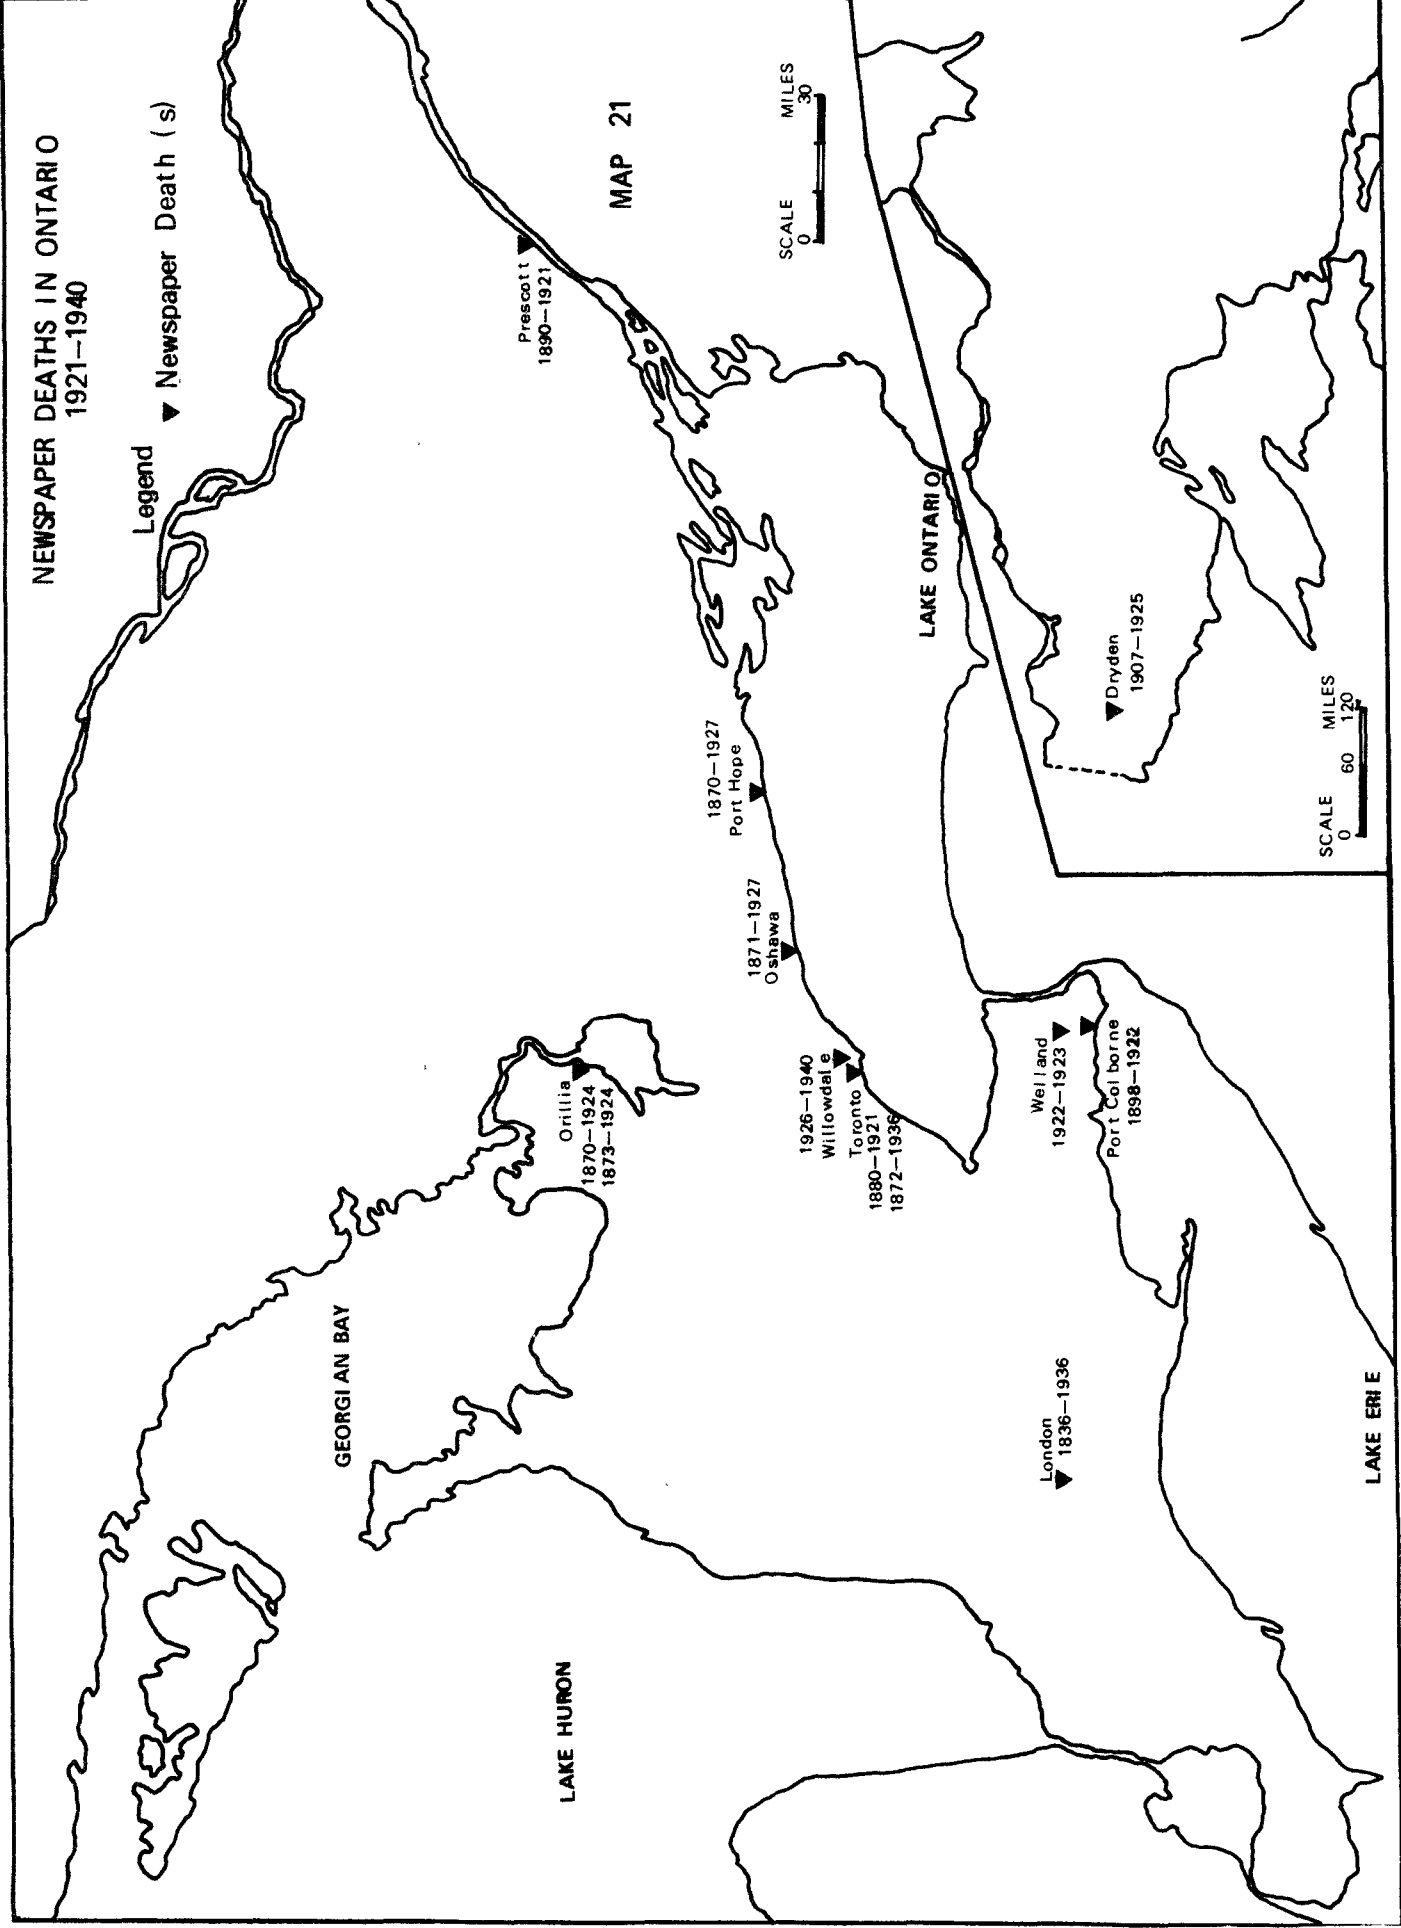 NEWSPAPER DEATHS IN ONTARIO
1921-1940
Legend
▼ Newspaper Death (s)
MAP 21
SCALE MILES
0 30
Prescott
1890-1921
1870-1927
Port Hope
1871-1927
Oshawa
LAKE ONTARIO
GEORGIAN BAY
Orillia
1870-1924
1873-1924
1926-1940
Willowdale
Toronto
1880-1921
1872-1936
Welland
1922-1923
Port Colborne
1898-1922
London
1836-1936
LAKE HURON
LAKE ERIE
Dryden
1907-1925
SCALE MILES
0 60 120